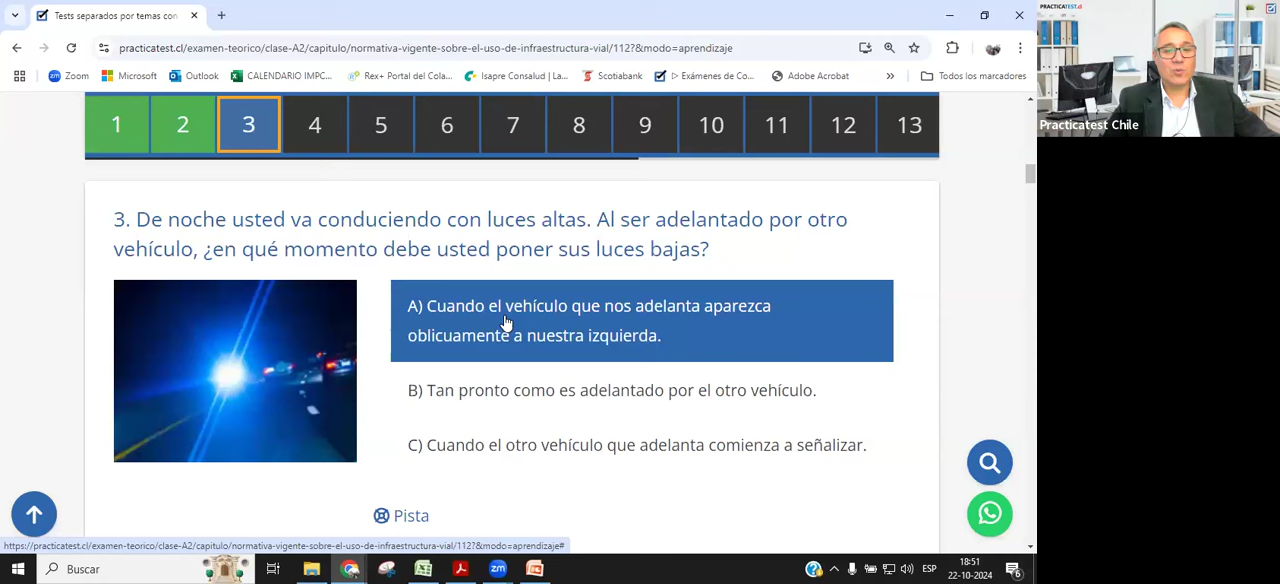 Tests separados por temas con
PRACTICATEST.cl
practicatest.cl/examen-teorico/clase-A2/capitulo/normativa-vigente-sobre-el-uso-de-infraestructura-vial/112?&modo=aprendizaje
Zoom
Microsoft
Outlook
CALENDARIO IMPC...
Rex+ Portal del Cola...
Isapre Consalud | La...
Scotiabank
▷ Exámenes de Co...
Adobe Acrobat
»
Todos los marcadores
Practicatest Chile
1 2 3 4 5 6 7 8 9 10 11 12 13
3. De noche usted va conduciendo con luces altas. Al ser adelantado por otro
vehículo, ¿en qué momento debe usted poner sus luces bajas?
A) Cuando el vehículo que nos adelanta aparezca
oblicuamente a nuestra izquierda.
B) Tan pronto como es adelantado por el otro vehículo.
C) Cuando el otro vehículo que adelanta comienza a señalizar.
Pista
https://practicatest.cl/examen-teorico/clase-A2/capitulo/normativa-vigente-sobre-el-uso-de-infraestructura-vial/112?&modo=aprendizaje#
Buscar
ESP
18:51
22-10-2024
6